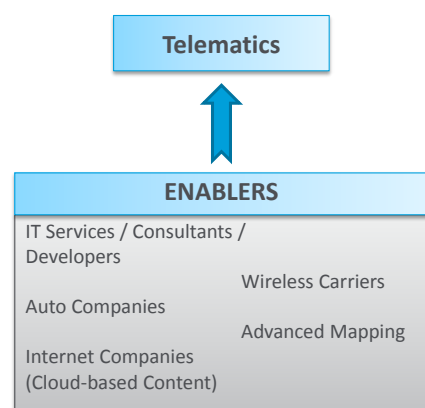 Telematics
ENABLERS
IT Services / Consultants /
Developers
Wireless Carriers
Auto Companies
Advanced Mapping
Internet Companies
(Cloud-based Content)